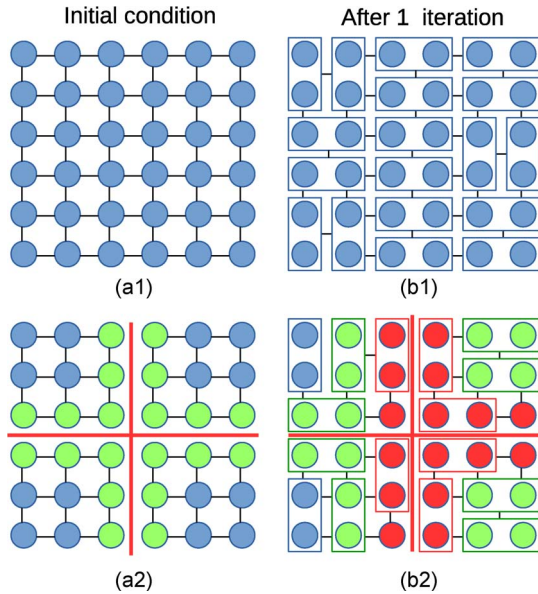 Initial condition
After 1 iteration
(a1)
(b1)
(a2)
(b2)